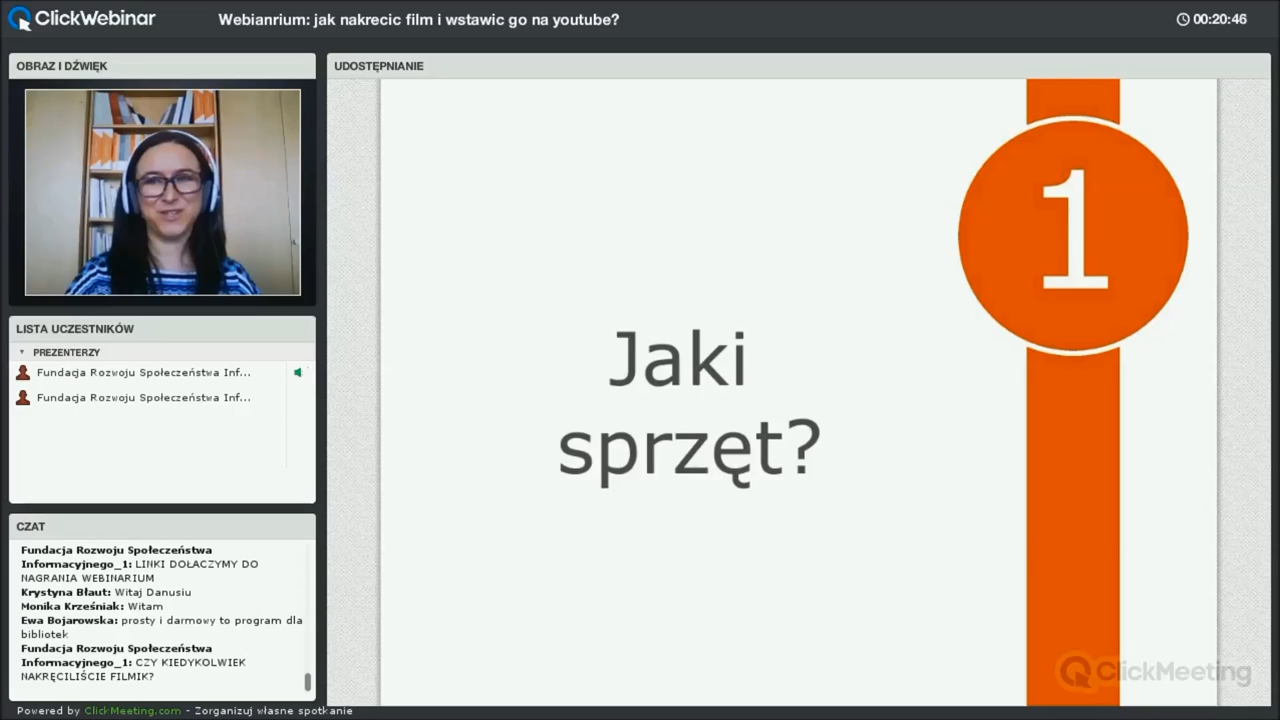 ClickWebinar
Webianrium: jak nakrecic film i wstawic go na youtube?
00:20:46
OBRAZ I DŹWIĘK
LISTA UCZESTNIKÓW
PREZENTERZY
Fundacja Rozwoju Społeczeństwa Inf...
Fundacja Rozwoju Społeczeństwa Inf...
CZAT
Fundacja Rozwoju Społeczeństwa
Informacyjnego_1: LINKI DOŁACZYMY DO
NAGRANIA WEBINARIUM
Krystyna Błaut: Witaj Danusiu
Monika Krześniak: Witam
Ewa Bojarowska: prosty i darmowy to program dla
bibliotek
Fundacja Rozwoju Społeczeństwa
Informacyjnego_1: CZY KIEDYKOLWIEK
NAKRĘCILIŚCIE FILMIK?
UDOSTĘPNIANIE
1
Jaki
sprzęt?
ClickMeeting
Powered by ClickMeeting.com - Zorganizuj własne spotkanie